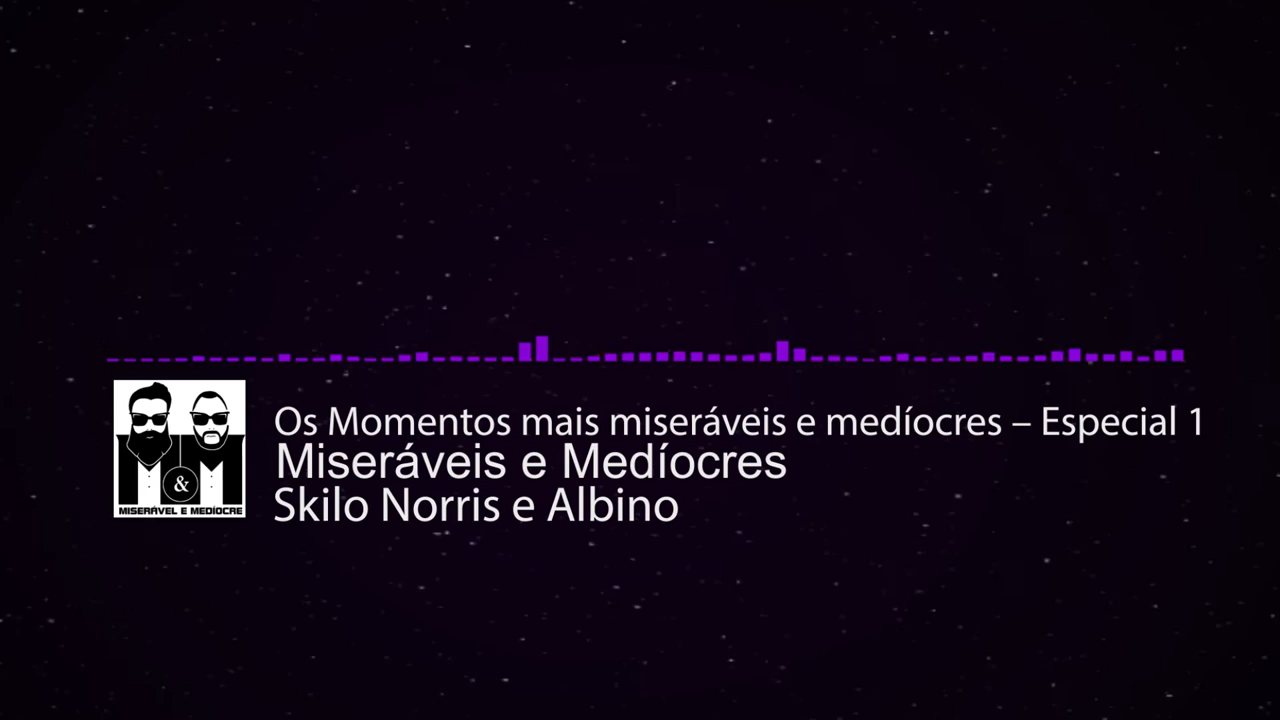 Os Momentos mais miseráveis e medíocres – Especial 1
Miseráveis e Medíocres
Skilo Norris e Albino
&
MISERÁVEL E MEDÍOCRE